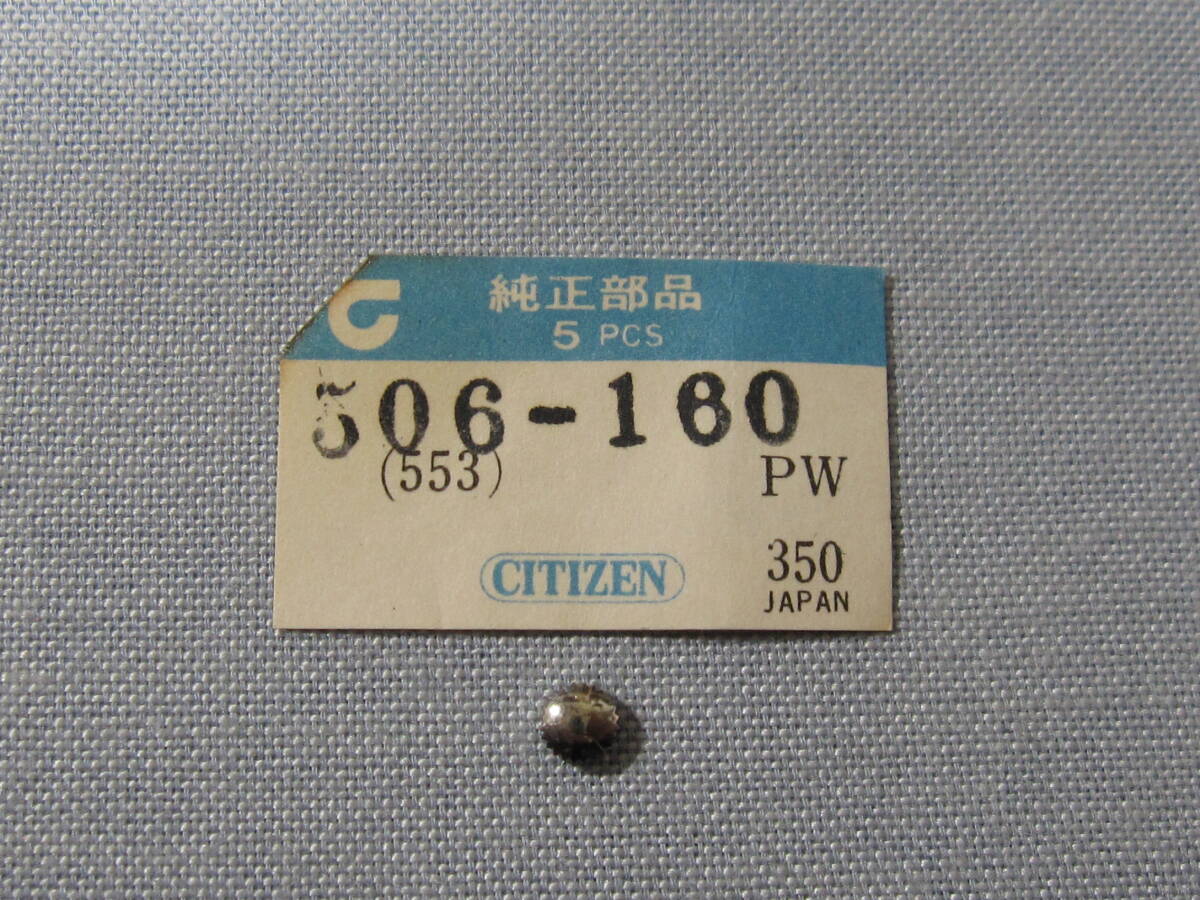 純正部品
5 PCS
506-160
(553) PW
CITIZEN 350
JAPAN